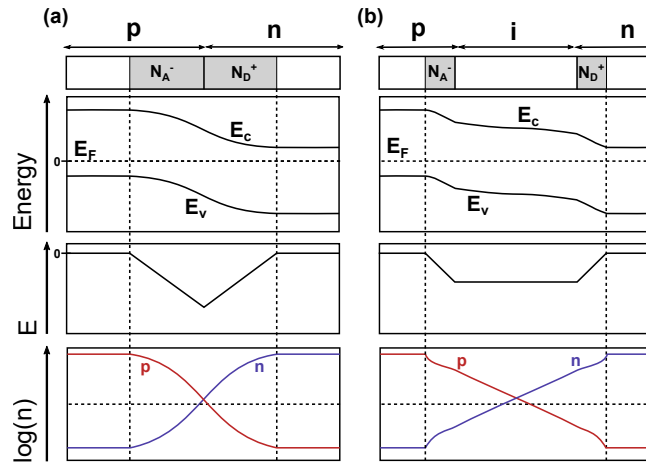 (a)
(b)
p n
p i n
N_A^- N_D^+
N_A^- N_D^+
Energy
0
E_F
E_c
E_v
E_F
E_c
E_v
E
0
log(n)
p
n
p
n